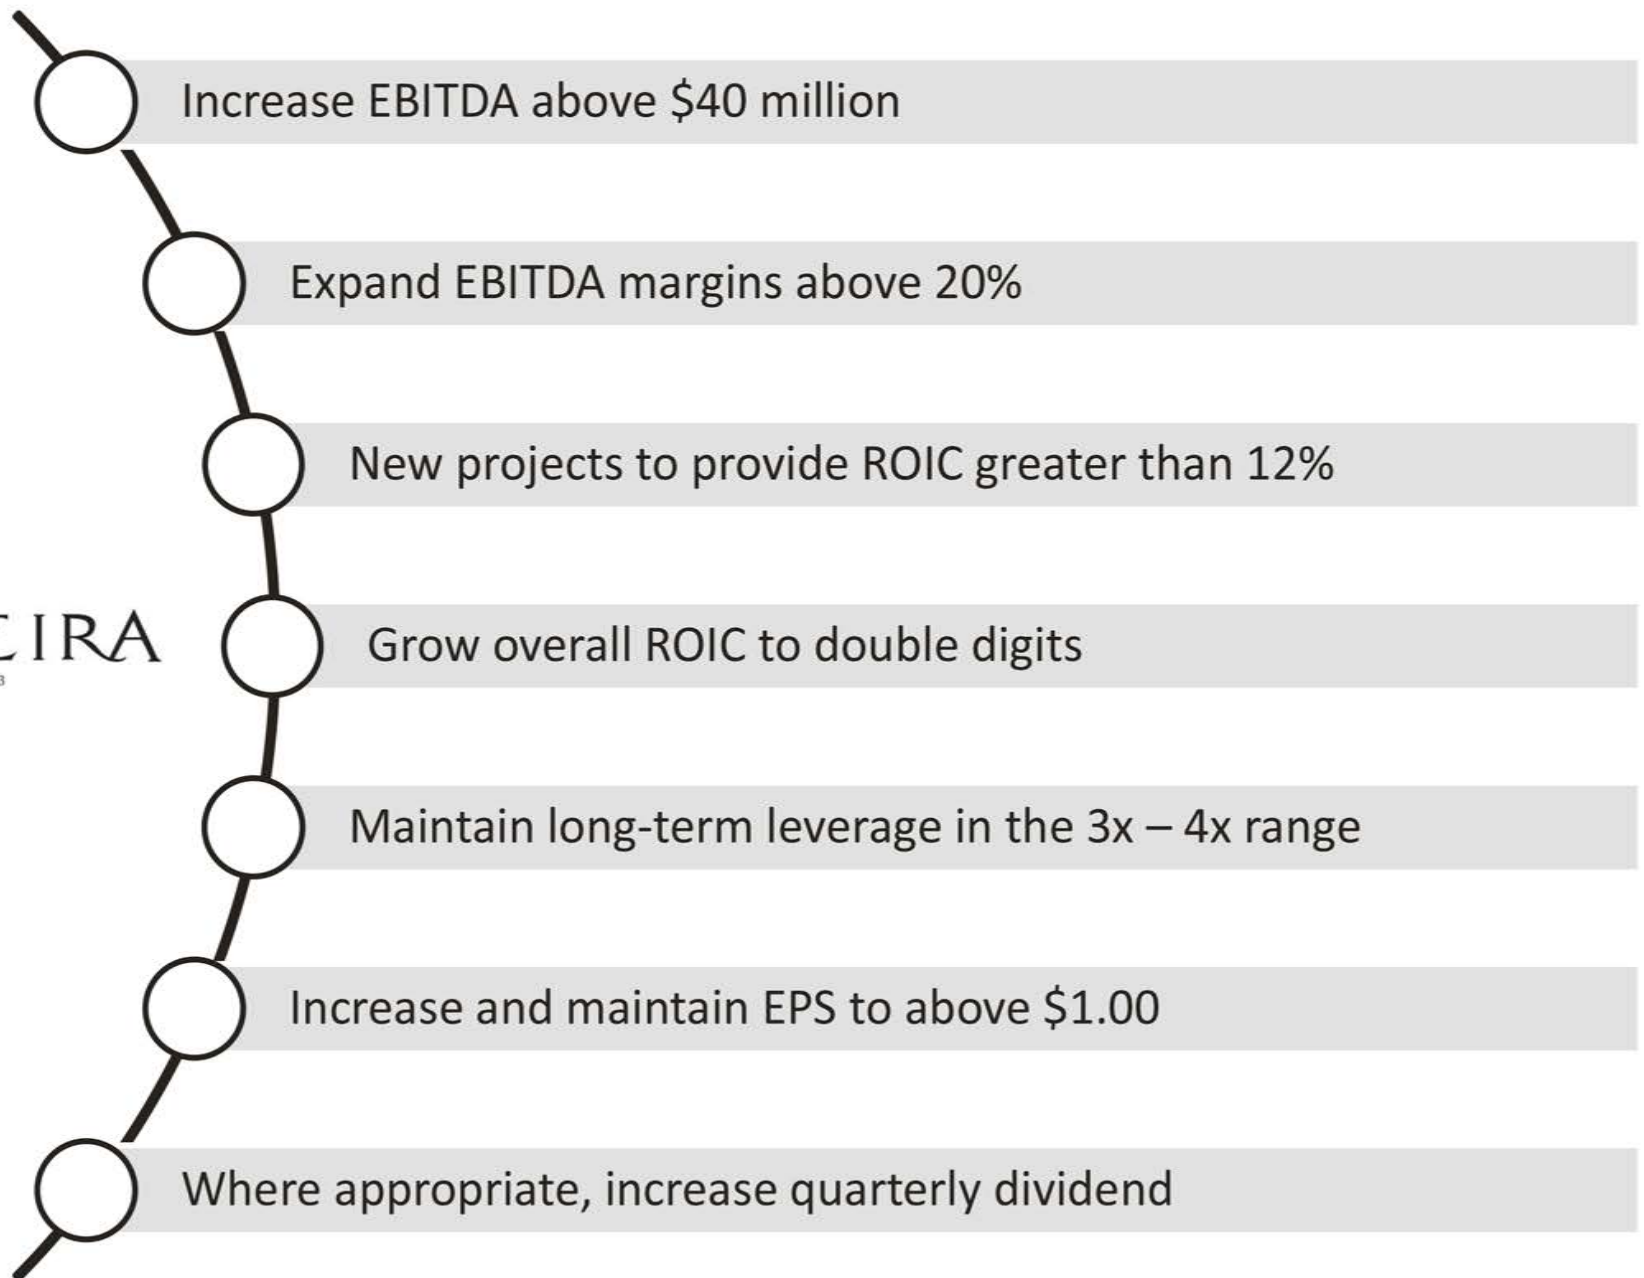 Increase EBITDA above $40 million
Expand EBITDA margins above 20%
New projects to provide ROIC greater than 12%
EIRA
Grow overall ROIC to double digits
Maintain long-term leverage in the 3x – 4x range
Increase and maintain EPS to above $1.00
Where appropriate, increase quarterly dividend